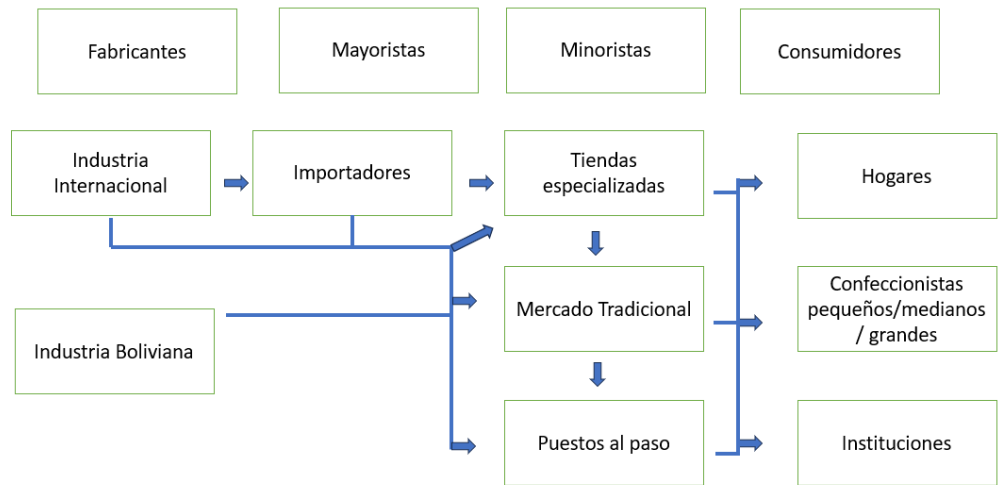 Fabricantes
Mayoristas
Minoristas
Consumidores
Industria
Internacional
Importadores
Tiendas
especializadas
Hogares
Industria Boliviana
Mercado Tradicional
Confeccionistas
pequeños/medianos
/ grandes
Puestos al paso
Instituciones